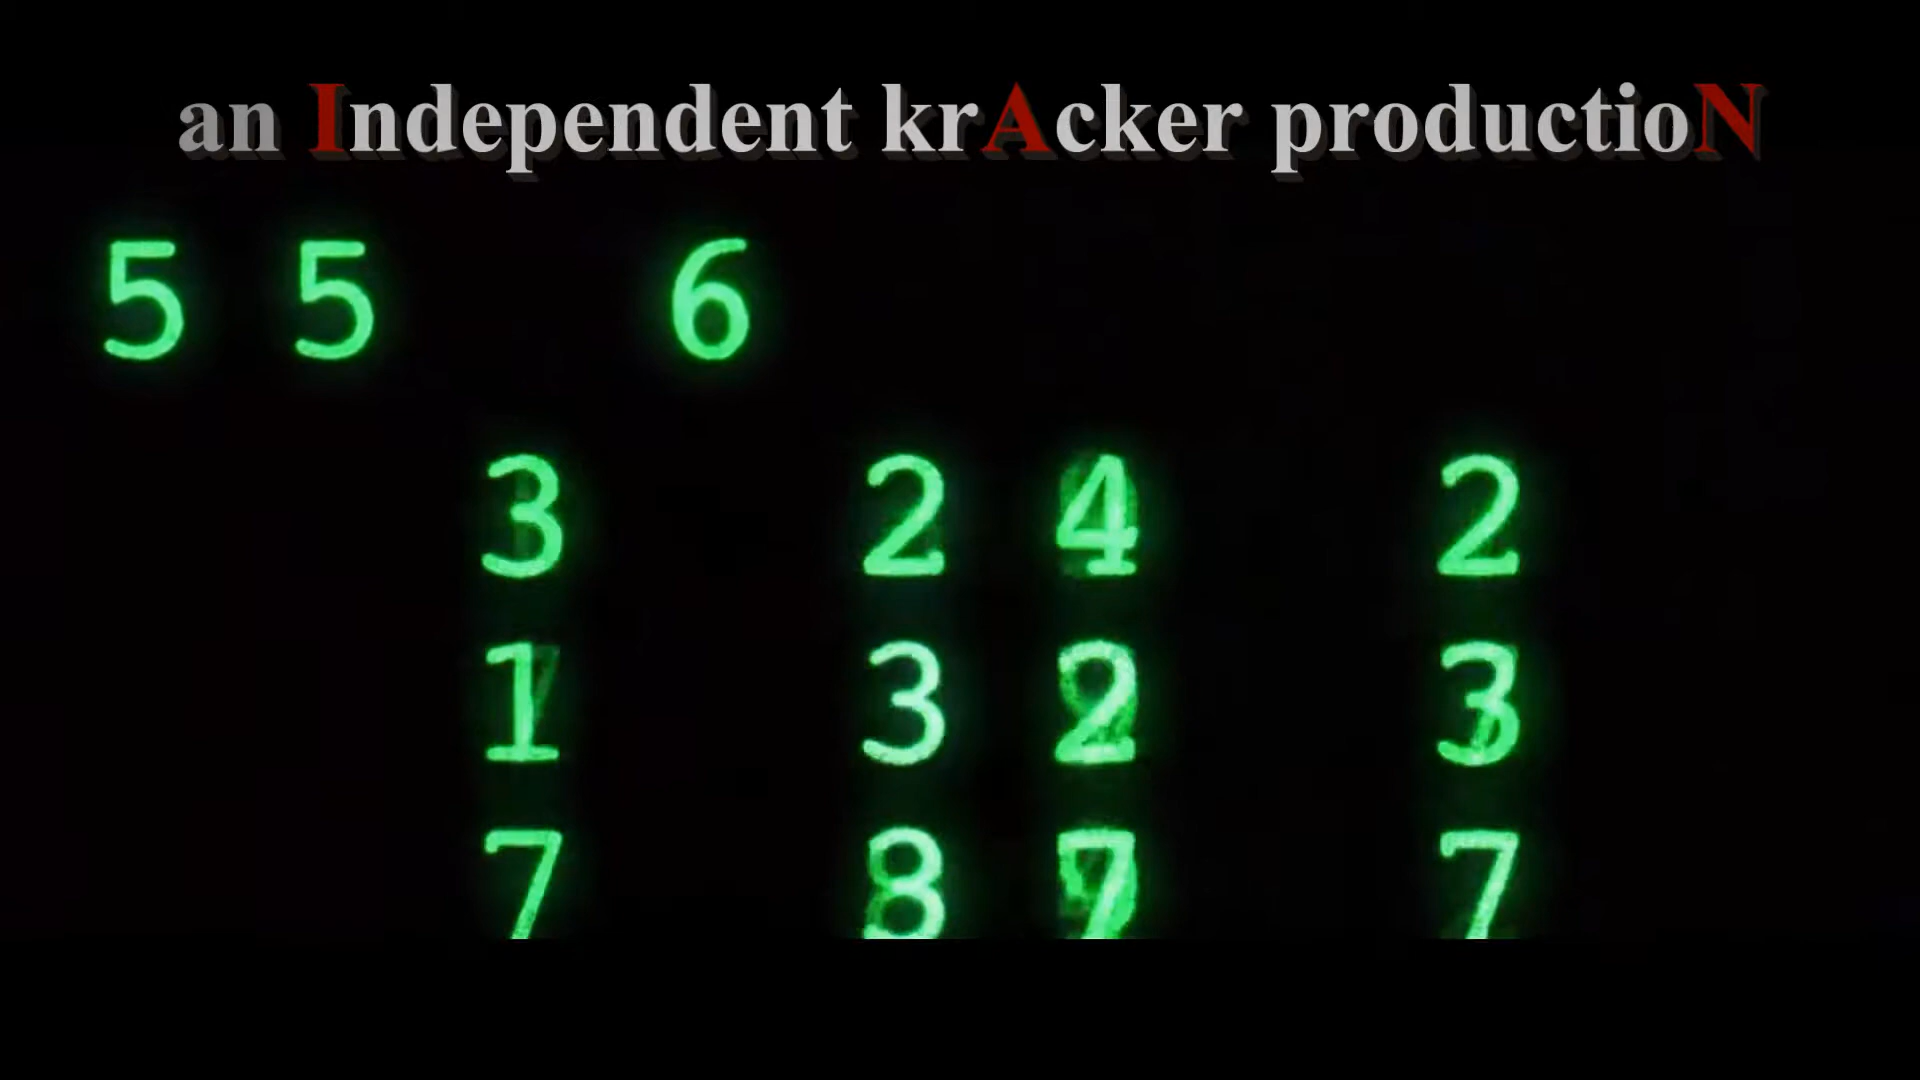 an Independent krAcker productioN
5 5 6
3 2 4 2
1 3 2 3
7 8 7 7